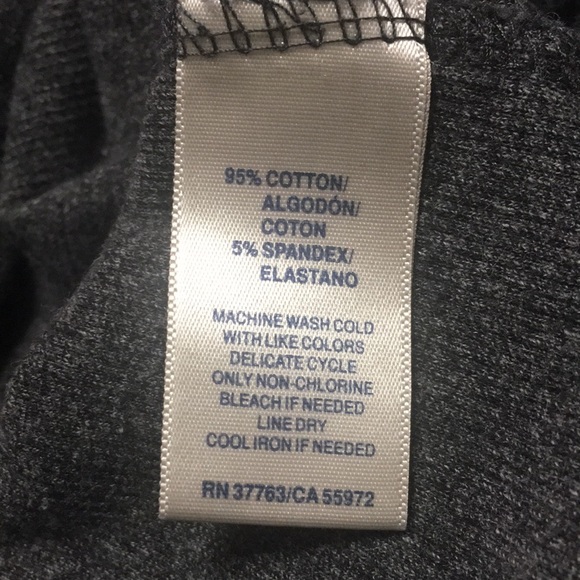 95% COTTON/
ALGODÓN/
COTON
5% SPANDEX/
ELASTANO
MACHINE WASH COLD
WITH LIKE COLORS
DELICATE CYCLE
ONLY NON-CHLORINE
BLEACH IF NEEDED
LINE DRY
COOL IRON IF NEEDED
RN 37763/CA 55972